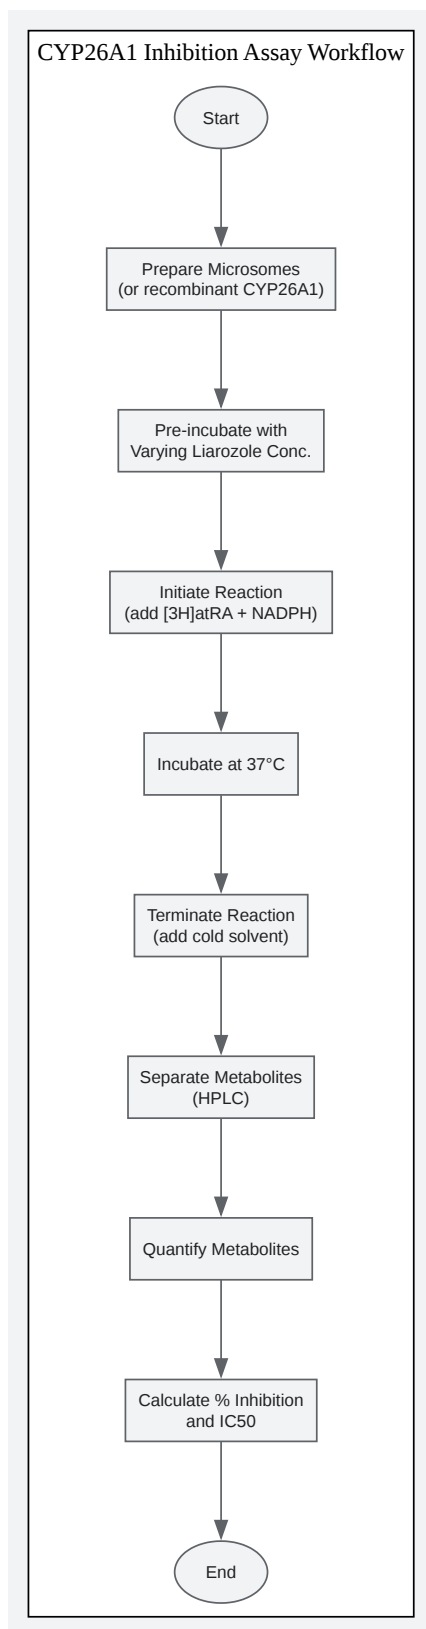 CYP26A1 Inhibition Assay Workflow
Start
Prepare Microsomes
(or recombinant CYP26A1)
Pre-incubate with
Varying Liarozole Conc.
Initiate Reaction
(add [3H]atRA + NADPH)
Incubate at 37°C
Terminate Reaction
(add cold solvent)
Separate Metabolites
(HPLC)
Quantify Metabolites
Calculate % Inhibition
and IC50
End